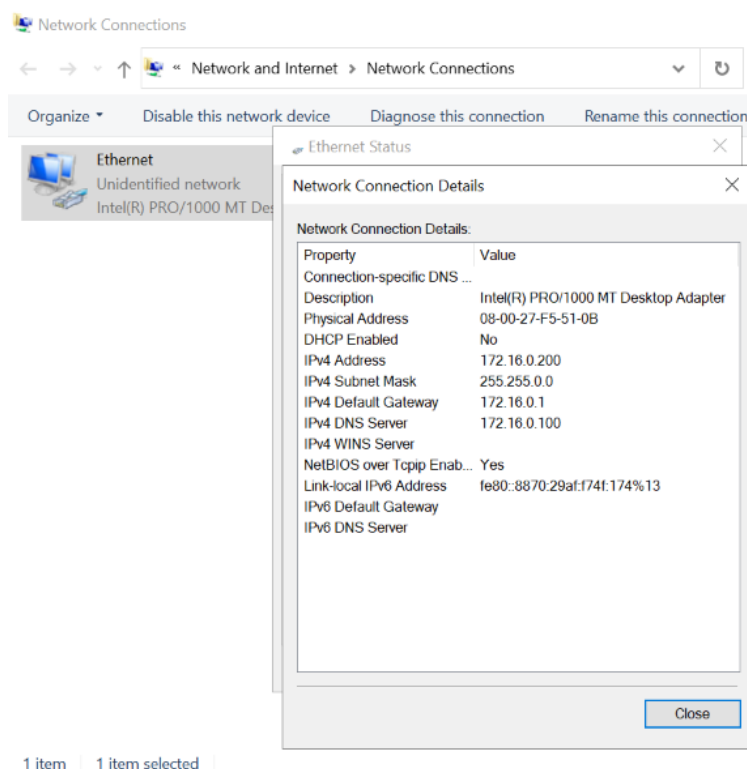 Network Connections
« Network and Internet > Network Connections
Organize Disable this network device Diagnose this connection Rename this connection
Ethernet
Unidentified network
Intel(R) PRO/1000 MT Des
Ethernet Status
Network Connection Details
Network Connection Details:
Property Value
Connection-specific DNS ...
Description Intel(R) PRO/1000 MT Desktop Adapter
Physical Address 08-00-27-F5-51-0B
DHCP Enabled No
IPv4 Address 172.16.0.200
IPv4 Subnet Mask 255.255.0.0
IPv4 Default Gateway 172.16.0.1
IPv4 DNS Server 172.16.0.100
IPv4 WINS Server
NetBIOS over Tcpip Enab... Yes
Link-local IPv6 Address fe80::8870:29af:f74f:174%13
IPv6 Default Gateway
IPv6 DNS Server
Close
1 item 1 item selected